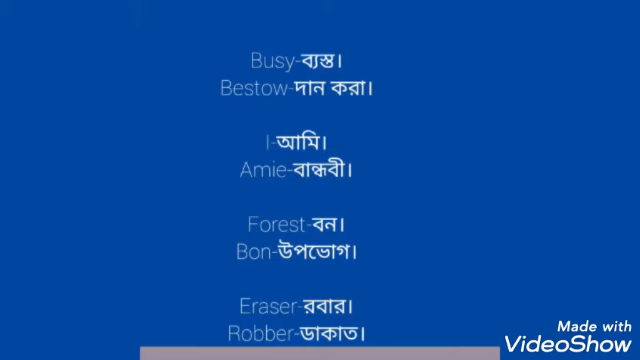 Busy-ব্যস্ত।
Bestow-দান করা।
I-আমি।
Amie-বান্ধবী।
Forest-বন।
Bon-উপভোগ।
Eraser-রবার।
Robber-ডাকাত।
Made with
VideoShow